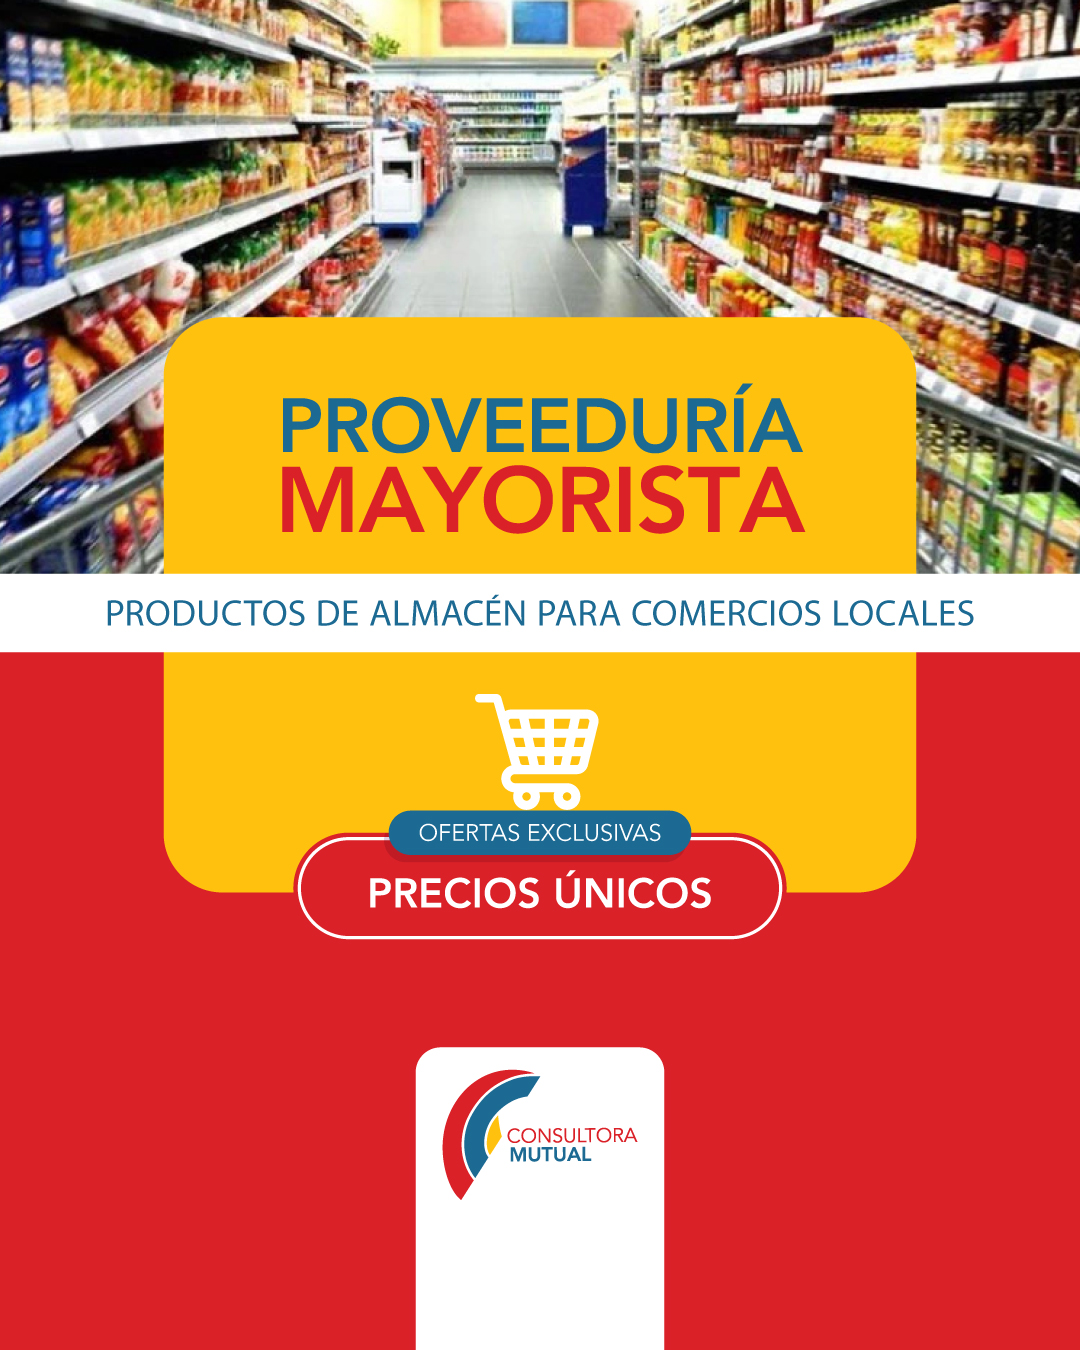 PROVEEDURÍA
MAYORISTA
PRODUCTOS DE ALMACÉN PARA COMERCIOS LOCALES
OFERTAS EXCLUSIVAS
PRECIOS ÚNICOS
CONSULTORA
MUTUAL